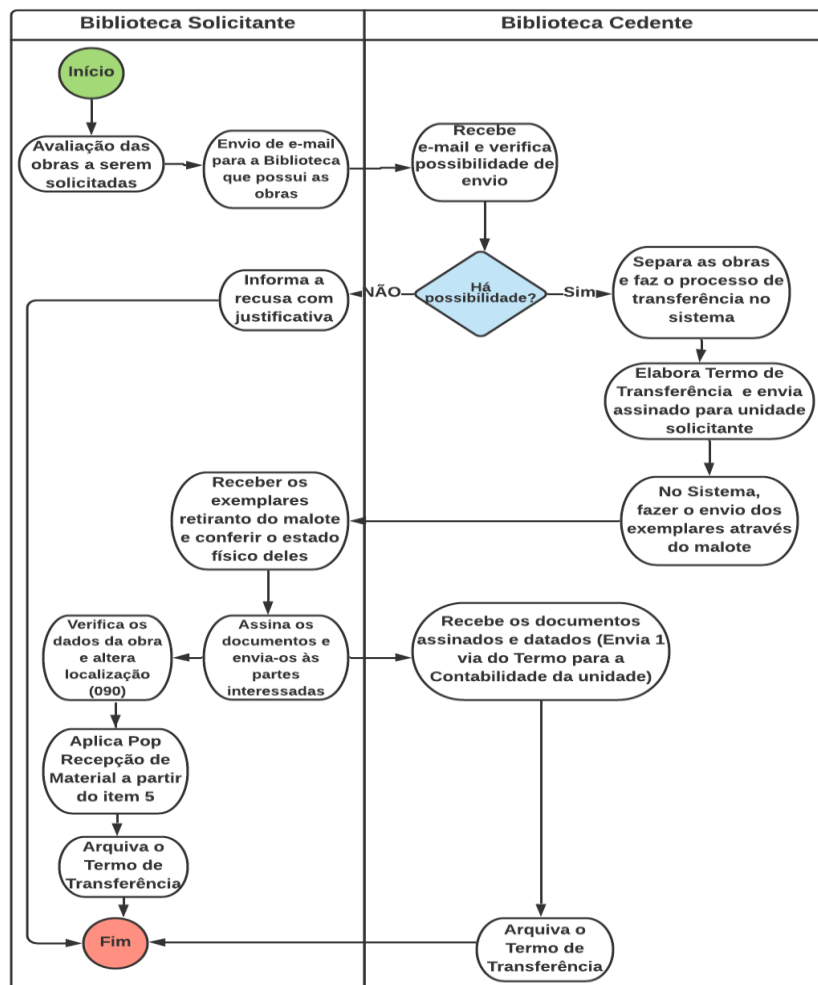 Biblioteca Solicitante
Biblioteca Cedente
Início
Avaliação das
obras a serem
solicitadas
Envio de e-mail
para a Biblioteca
que possui as
obras
Recebe
e-mail e verifica
possibilidade de
envio
Há
possibilidade?
NÃO
Sim
Informa a
recusa com
justificativa
Separa as obras
e faz o processo de
transferência no
sistema
Elabora Termo de
Transferência e envia
assinado para unidade
solicitante
No Sistema,
fazer o envio dos
exemplares através
do malote
Receber os
exemplares
retiranto do malote
e conferir o estado
físico deles
Assina os
documentos e
envia-os às
partes
interessadas
Verifica os
dados da obra
e altera
localização
(090)
Recebe os documentos
assinados e datados (Envia 1
via do Termo para a
Contabilidade da unidade)
Aplica Pop
Recepção de
Material a partir
do item 5
Arquiva o
Termo de
Transferência
Fim
Arquiva o
Termo de
Transferência